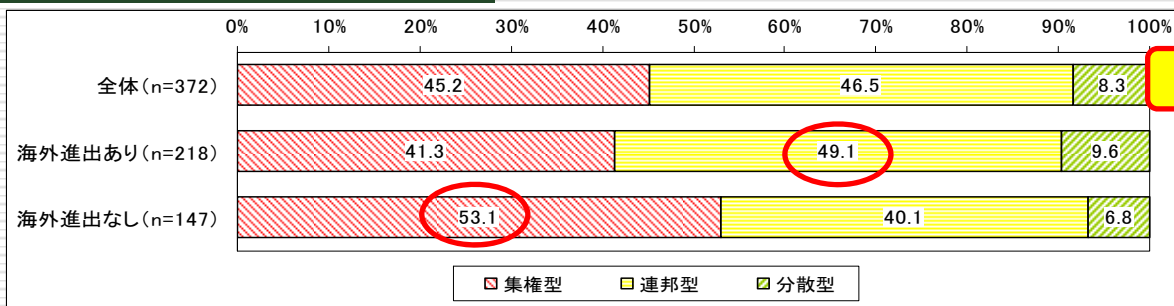 0% 10% 20% 30% 40% 50% 60% 70% 80% 90% 100%
全体(n=372) 45.2 46.5 8.3
海外進出あり(n=218) 41.3 49.1 9.6
海外進出なし(n=147) 53.1 40.1 6.8
集権型 連邦型 分散型